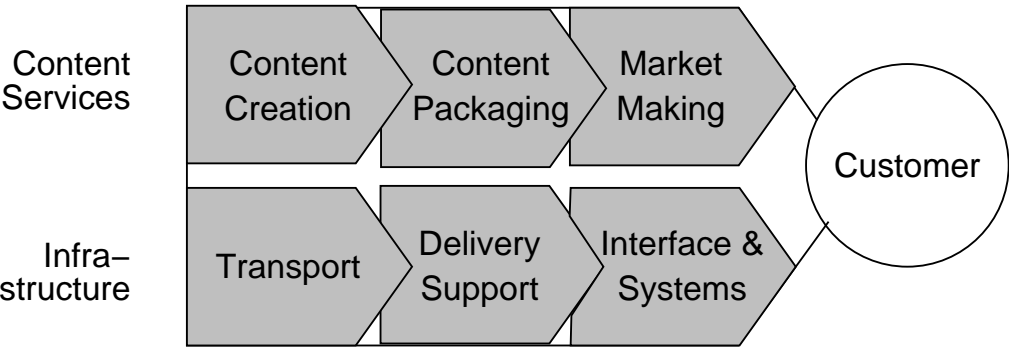 Content
Services
Content
Creation
Content
Packaging
Market
Making
Customer
Infra–
structure
Transport
Delivery
Support
Interface &
Systems